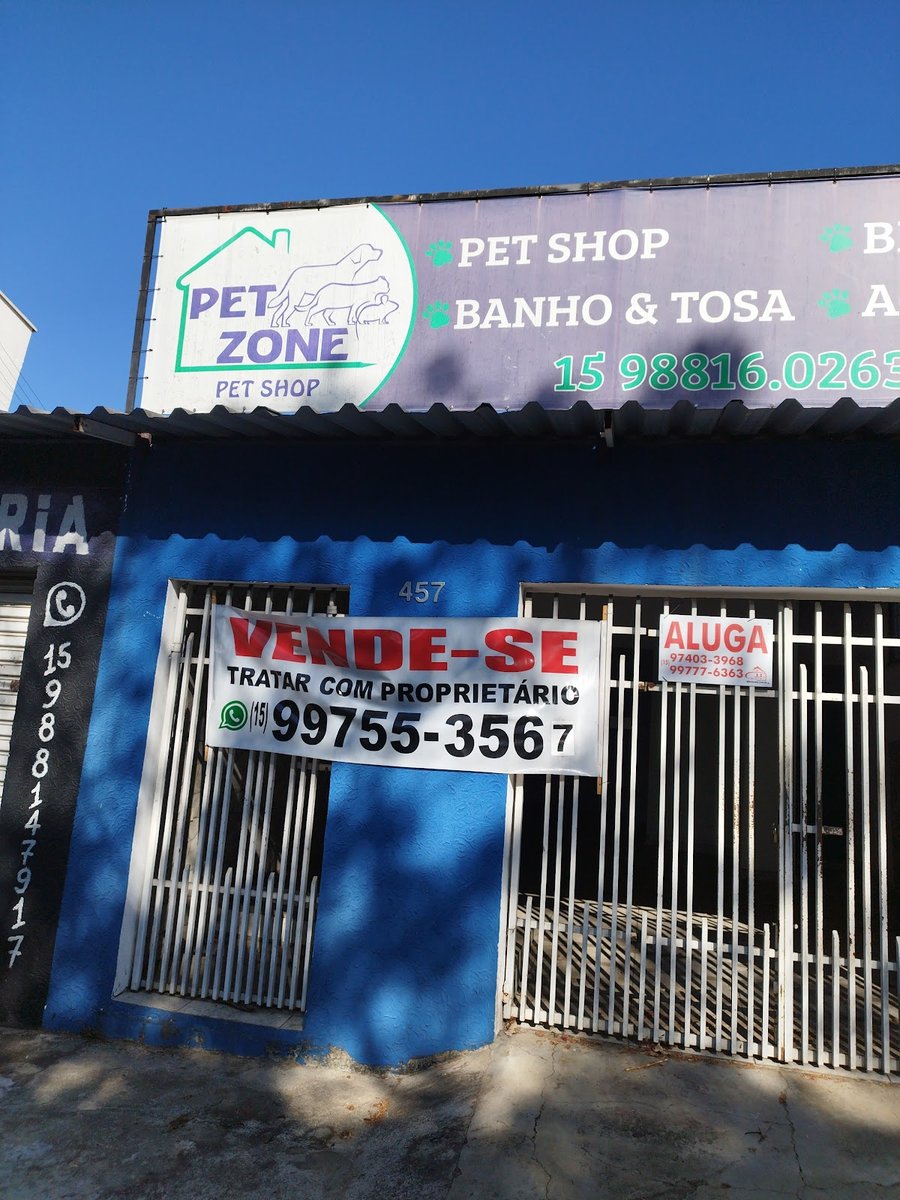 PET
ZONE
PET SHOP
PET SHOP
BANHO & TOSA
15 98816.0263
RiA
15 988147917
457
VENDE-SE
TRATAR COM PROPRIETÁRIO
(15) 99755-3567
ALUGA
(15) 97403-3968
99777-6363